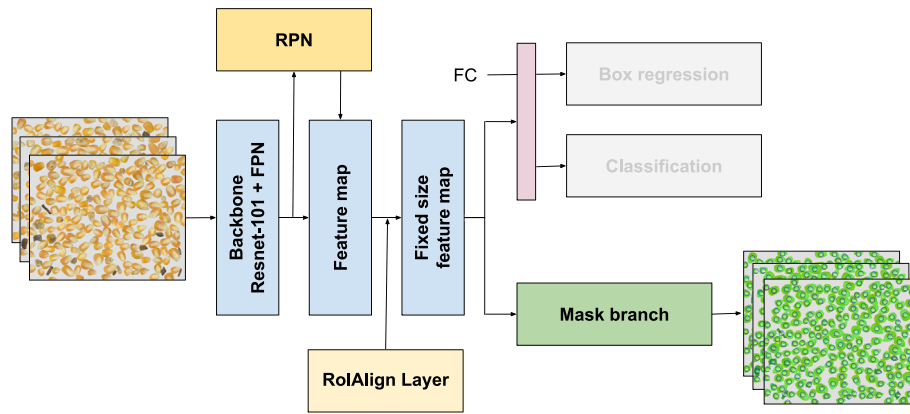 RPN
FC
Box regression
Classification
Backbone
Resnet-101 + FPN
Feature map
Fixed size
feature map
Mask branch
RoIAlign Layer